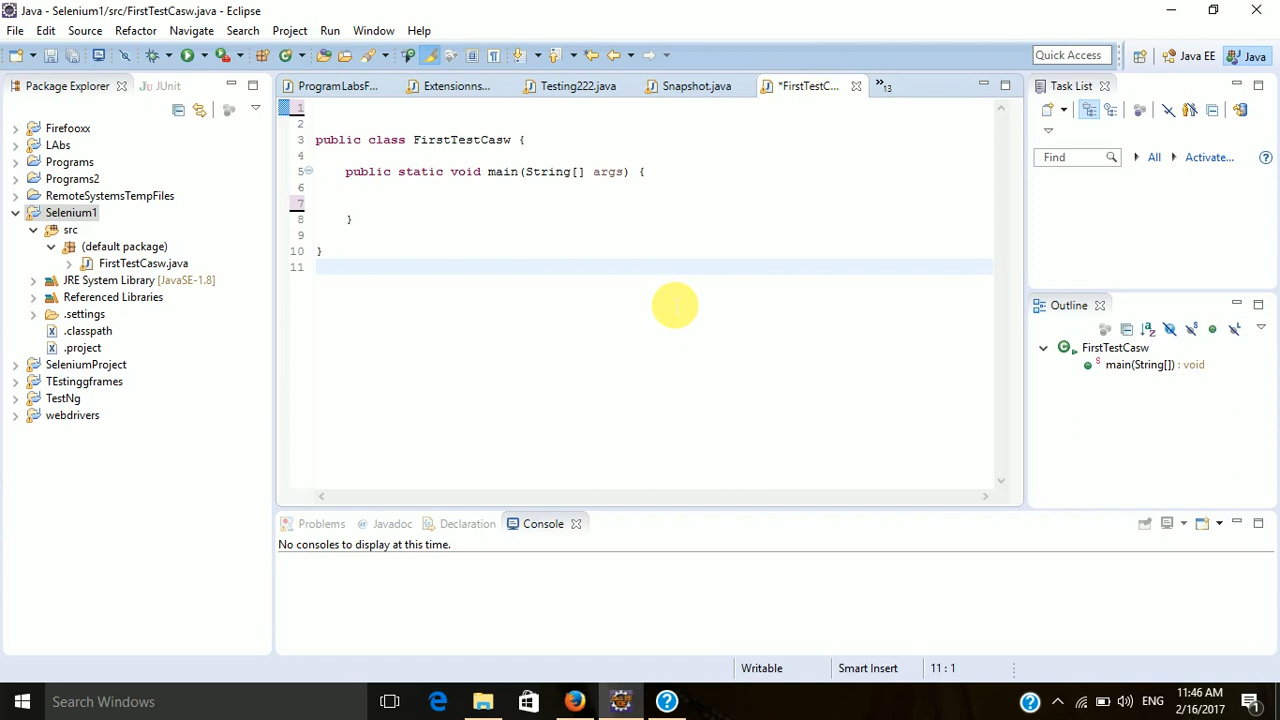 Java - Selenium1/src/FirstTestCasw.java - Eclipse
File Edit Source Refactor Navigate Search Project Run Window Help
Quick Access
Java EE
Java
Package Explorer
JUnit
Firefooxx
LAbs
Programs
Programs2
RemoteSystemsTempFiles
Selenium1
src
(default package)
FirstTestCasw.java
JRE System Library [JavaSE-1.8]
Referenced Libraries
.settings
.classpath
.project
SeleniumProject
TEstinggframes
TestNg
webdrivers
ProgramLabsF...
Extensionns...
Testing222.java
Snapshot.java
*FirstTestC...
»13
1
2
3 public class FirstTestCasw {
4
5 public static void main(String[] args) {
6
7
8 }
9
10 }
11
Task List
Find
All
Activate...
Outline
FirstTestCasw
main(String[]) : void
Problems
@ Javadoc
Declaration
Console
No consoles to display at this time.
Writable
Smart Insert
11 : 1
Search Windows
ENG
11:46 AM
2/16/2017
1